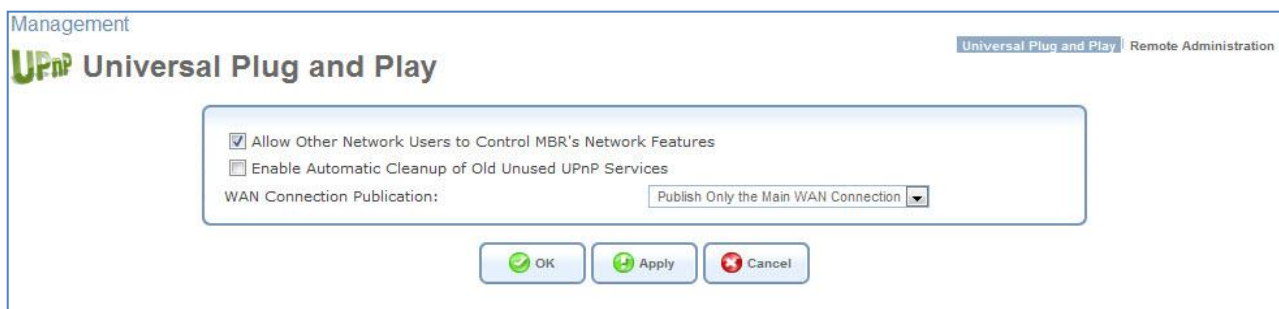 Management
Universal Plug and Play | Remote Administration
UPnP Universal Plug and Play
Allow Other Network Users to Control MBR's Network Features
Enable Automatic Cleanup of Old Unused UPnP Services
WAN Connection Publication: Publish Only the Main WAN Connection
OK Apply Cancel